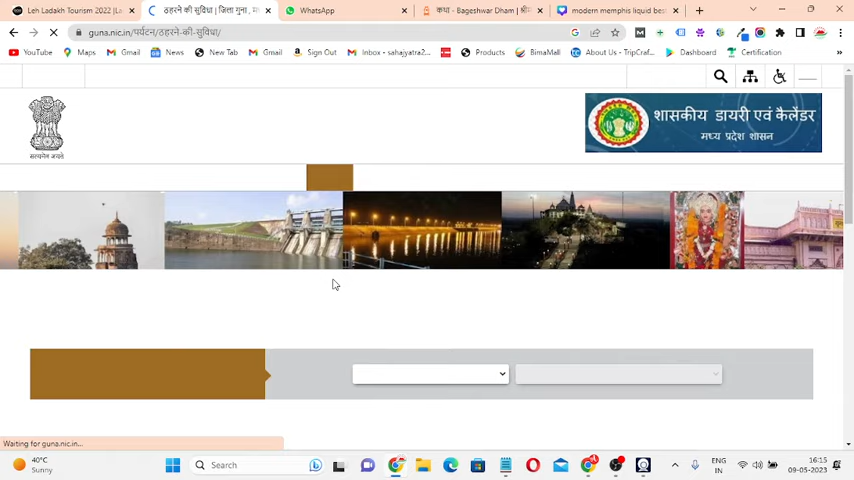 Leh Ladakh Tourism 2022 [La
ठहरने की सुविधा | जिला गुना , म
WhatsApp
कथा - Bageshwar Dham | श्री
modern memphis liquid bes
guna.nic.in/पर्यटन/ठहरने-की-सुविधा/
YouTube
Maps
Gmail
News
New Tab
Gmail
Sign Out
Inbox - sahajyatra2...
Products
BimaMall
About Us - TripCraf...
Dashboard
Certification
सत्यमेव जयते
शासकीय डायरी एवं कैलेंडर
मध्य प्रदेश शासन
Waiting for guna.nic.in...
40°C
Sunny
Search
ENG
IN
16:15
09-05-2023